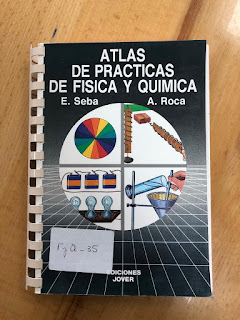 ATLAS
DE PRACTICAS
DE FISICA Y QUIMICA
E. Seba A. Roca
FyQ-35
EDICIONES
JOVER